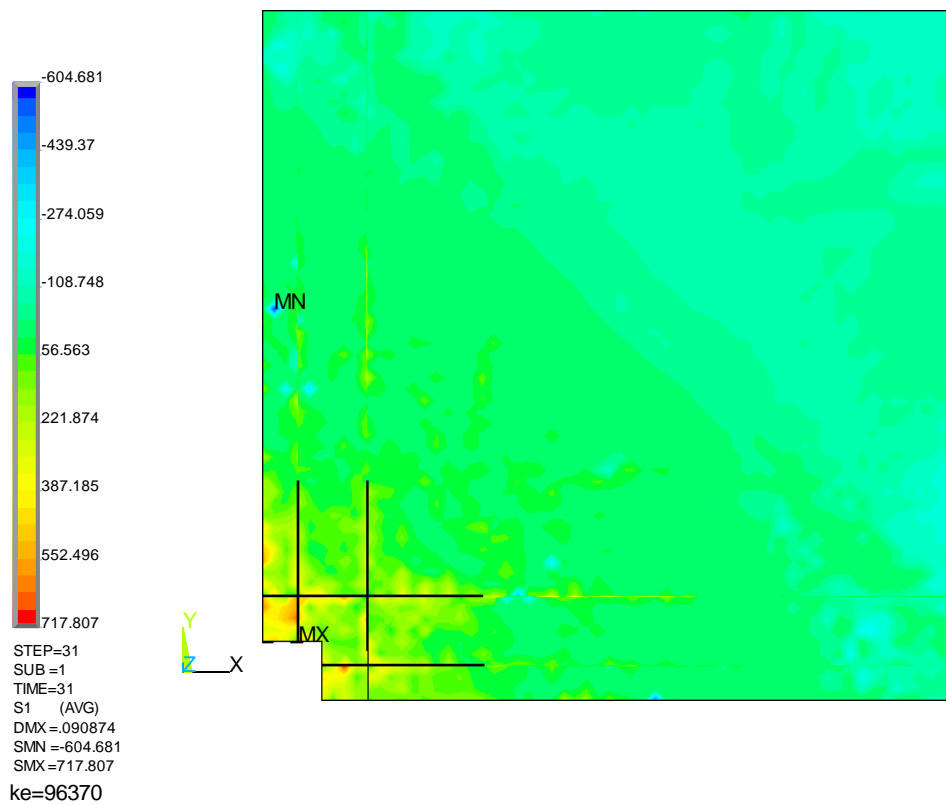 -604.681
-439.37
-274.059
-108.748
56.563
221.874
387.185
552.496
717.807
STEP=31
SUB =1
TIME=31
S1 (AVG)
DMX =.090874
SMN =-604.681
SMX =717.807
ke=96370
MN
MX
Y
Z X